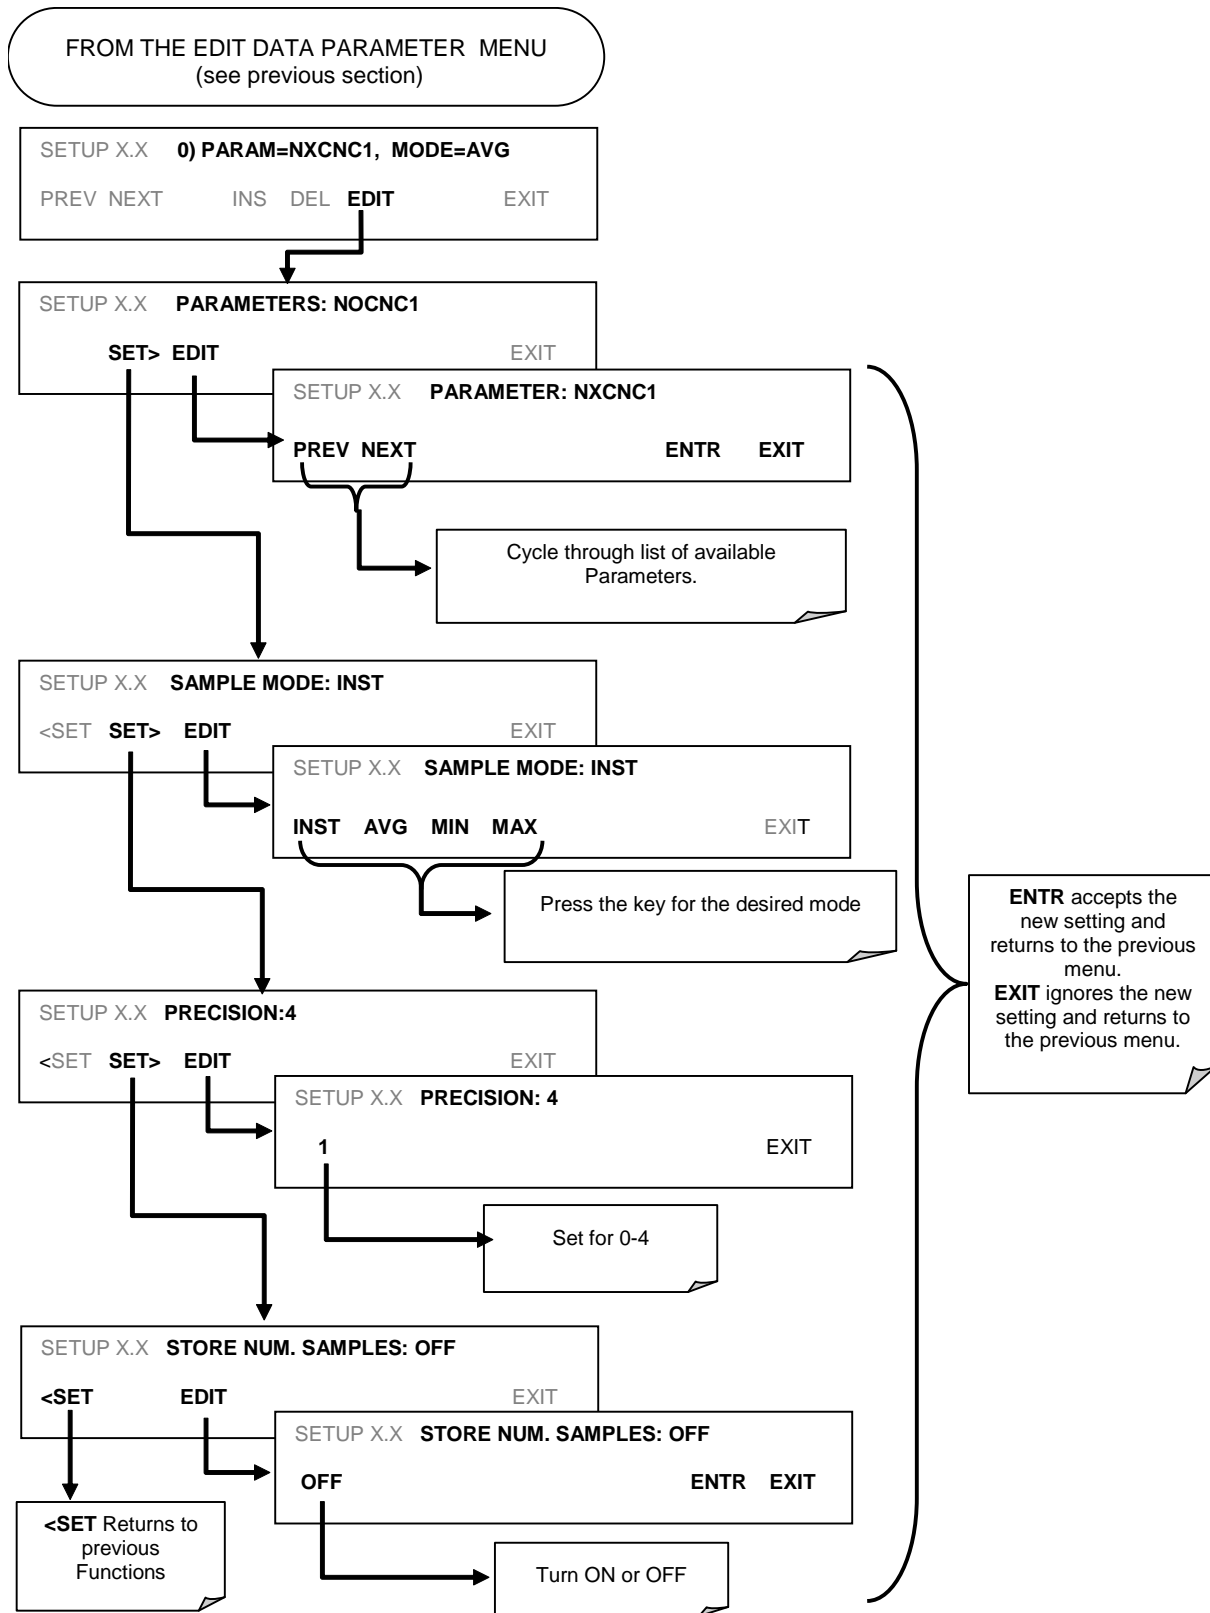 FROM THE EDIT DATA PARAMETER MENU
(see previous section)
SETUP X.X 0) PARAM=NXCNC1, MODE=AVG
PREV NEXT INS DEL EDIT EXIT
SETUP X.X PARAMETERS: NOCNC1
SET> EDIT EXIT
SETUP X.X PARAMETER: NXCNC1
PREV NEXT ENTR EXIT
Cycle through list of available
Parameters.
SETUP X.X SAMPLE MODE: INST
<SET SET> EDIT EXIT
SETUP X.X SAMPLE MODE: INST
INST AVG MIN MAX EXIT
Press the key for the desired mode
ENTR accepts the
new setting and
returns to the previous
menu.
EXIT ignores the new
setting and returns to
the previous menu.
SETUP X.X PRECISION:4
<SET SET> EDIT EXIT
SETUP X.X PRECISION: 4
1 EXIT
Set for 0-4
SETUP X.X STORE NUM. SAMPLES: OFF
<SET EDIT EXIT
SETUP X.X STORE NUM. SAMPLES: OFF
OFF ENTR EXIT
<SET Returns to
previous
Functions
Turn ON or OFF